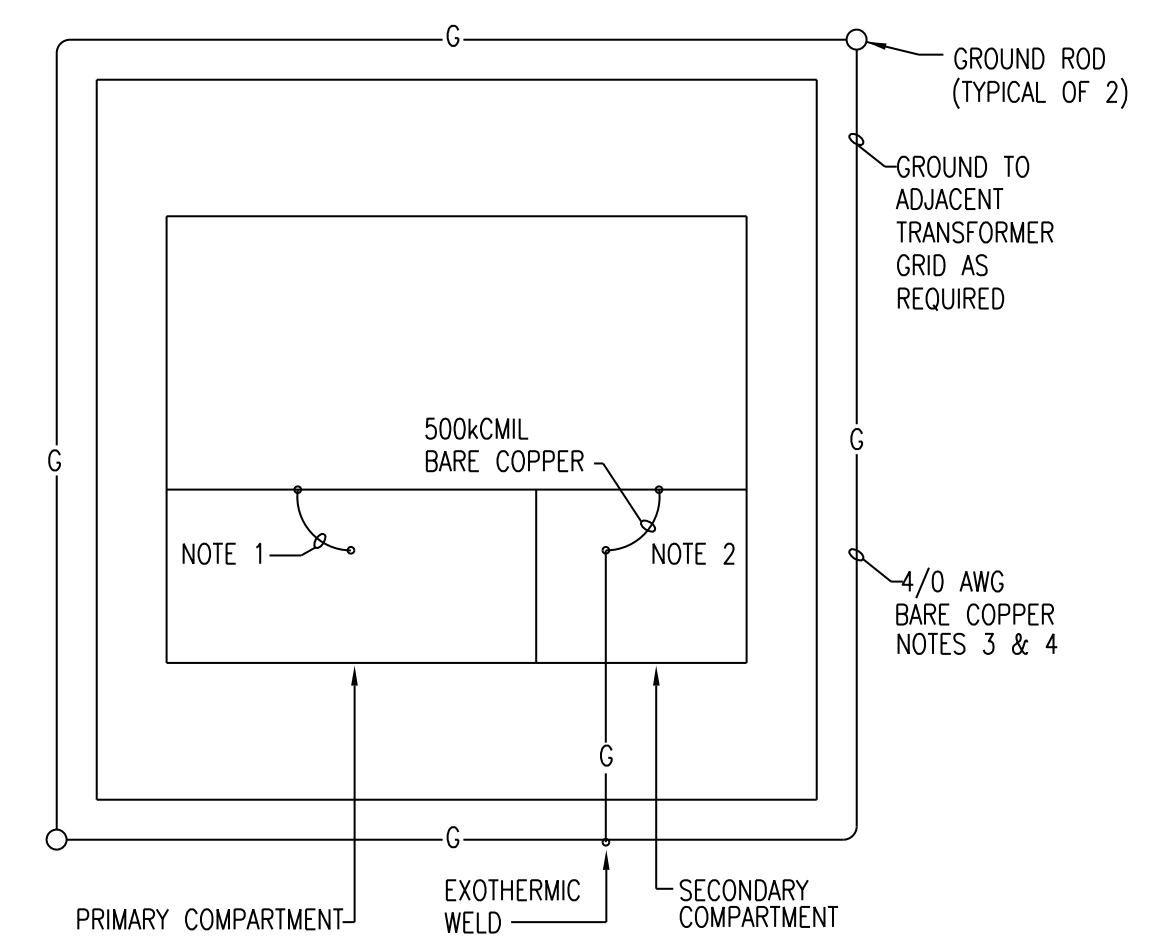 G
GROUND ROD
(TYPICAL OF 2)
GROUND TO
ADJACENT
TRANSFORMER
GRID AS
REQUIRED
500kCMIL
BARE COPPER
G
G
NOTE 1
NOTE 2
4/0 AWG
BARE COPPER
NOTES 3 & 4
G
G
PRIMARY COMPARTMENT
EXOTHERMIC
WELD
SECONDARY
COMPARTMENT